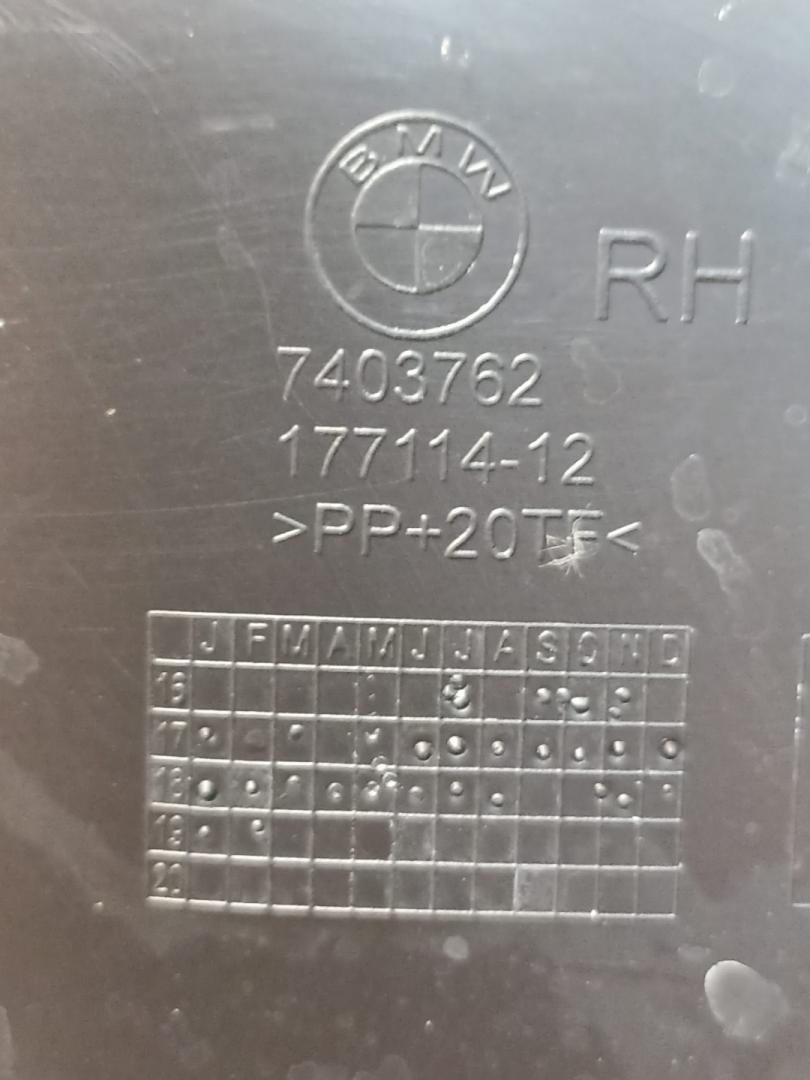 BMW
RH
7403762
177114-12
>PP+20TF<
J F M A M J J A S O N D
16
17
18
19
20